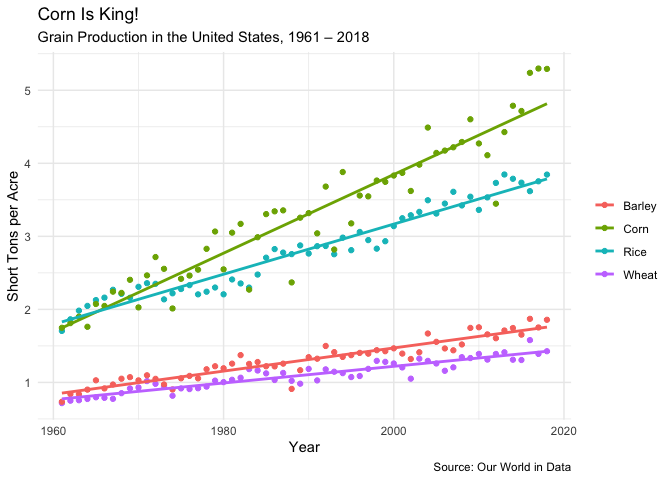 Corn Is King!
Grain Production in the United States, 1961 – 2018
Short Tons per Acre
5
4
3
2
1
1960
1980
2000
2020
Year
Barley
Corn
Rice
Wheat
Source: Our World in Data